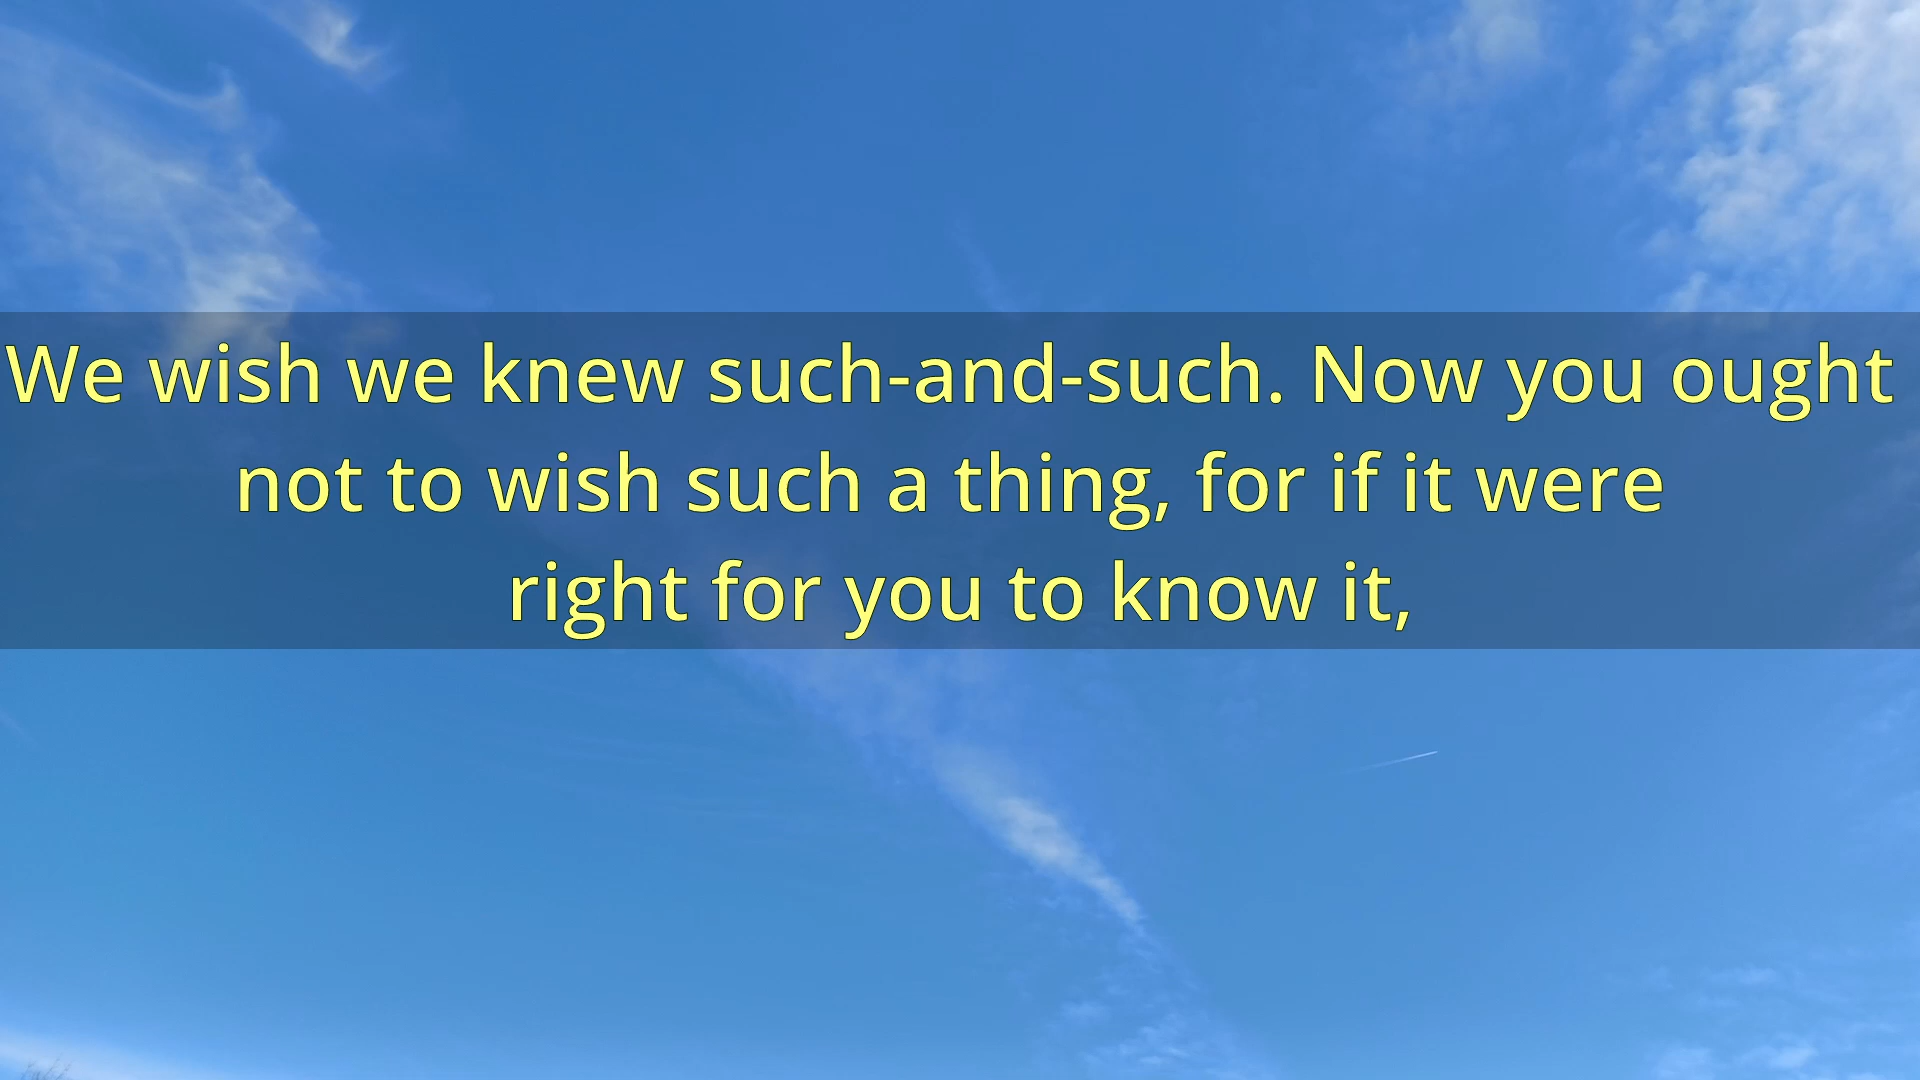 We wish we knew such-and-such. Now you ought
not to wish such a thing, for if it were
right for you to know it,